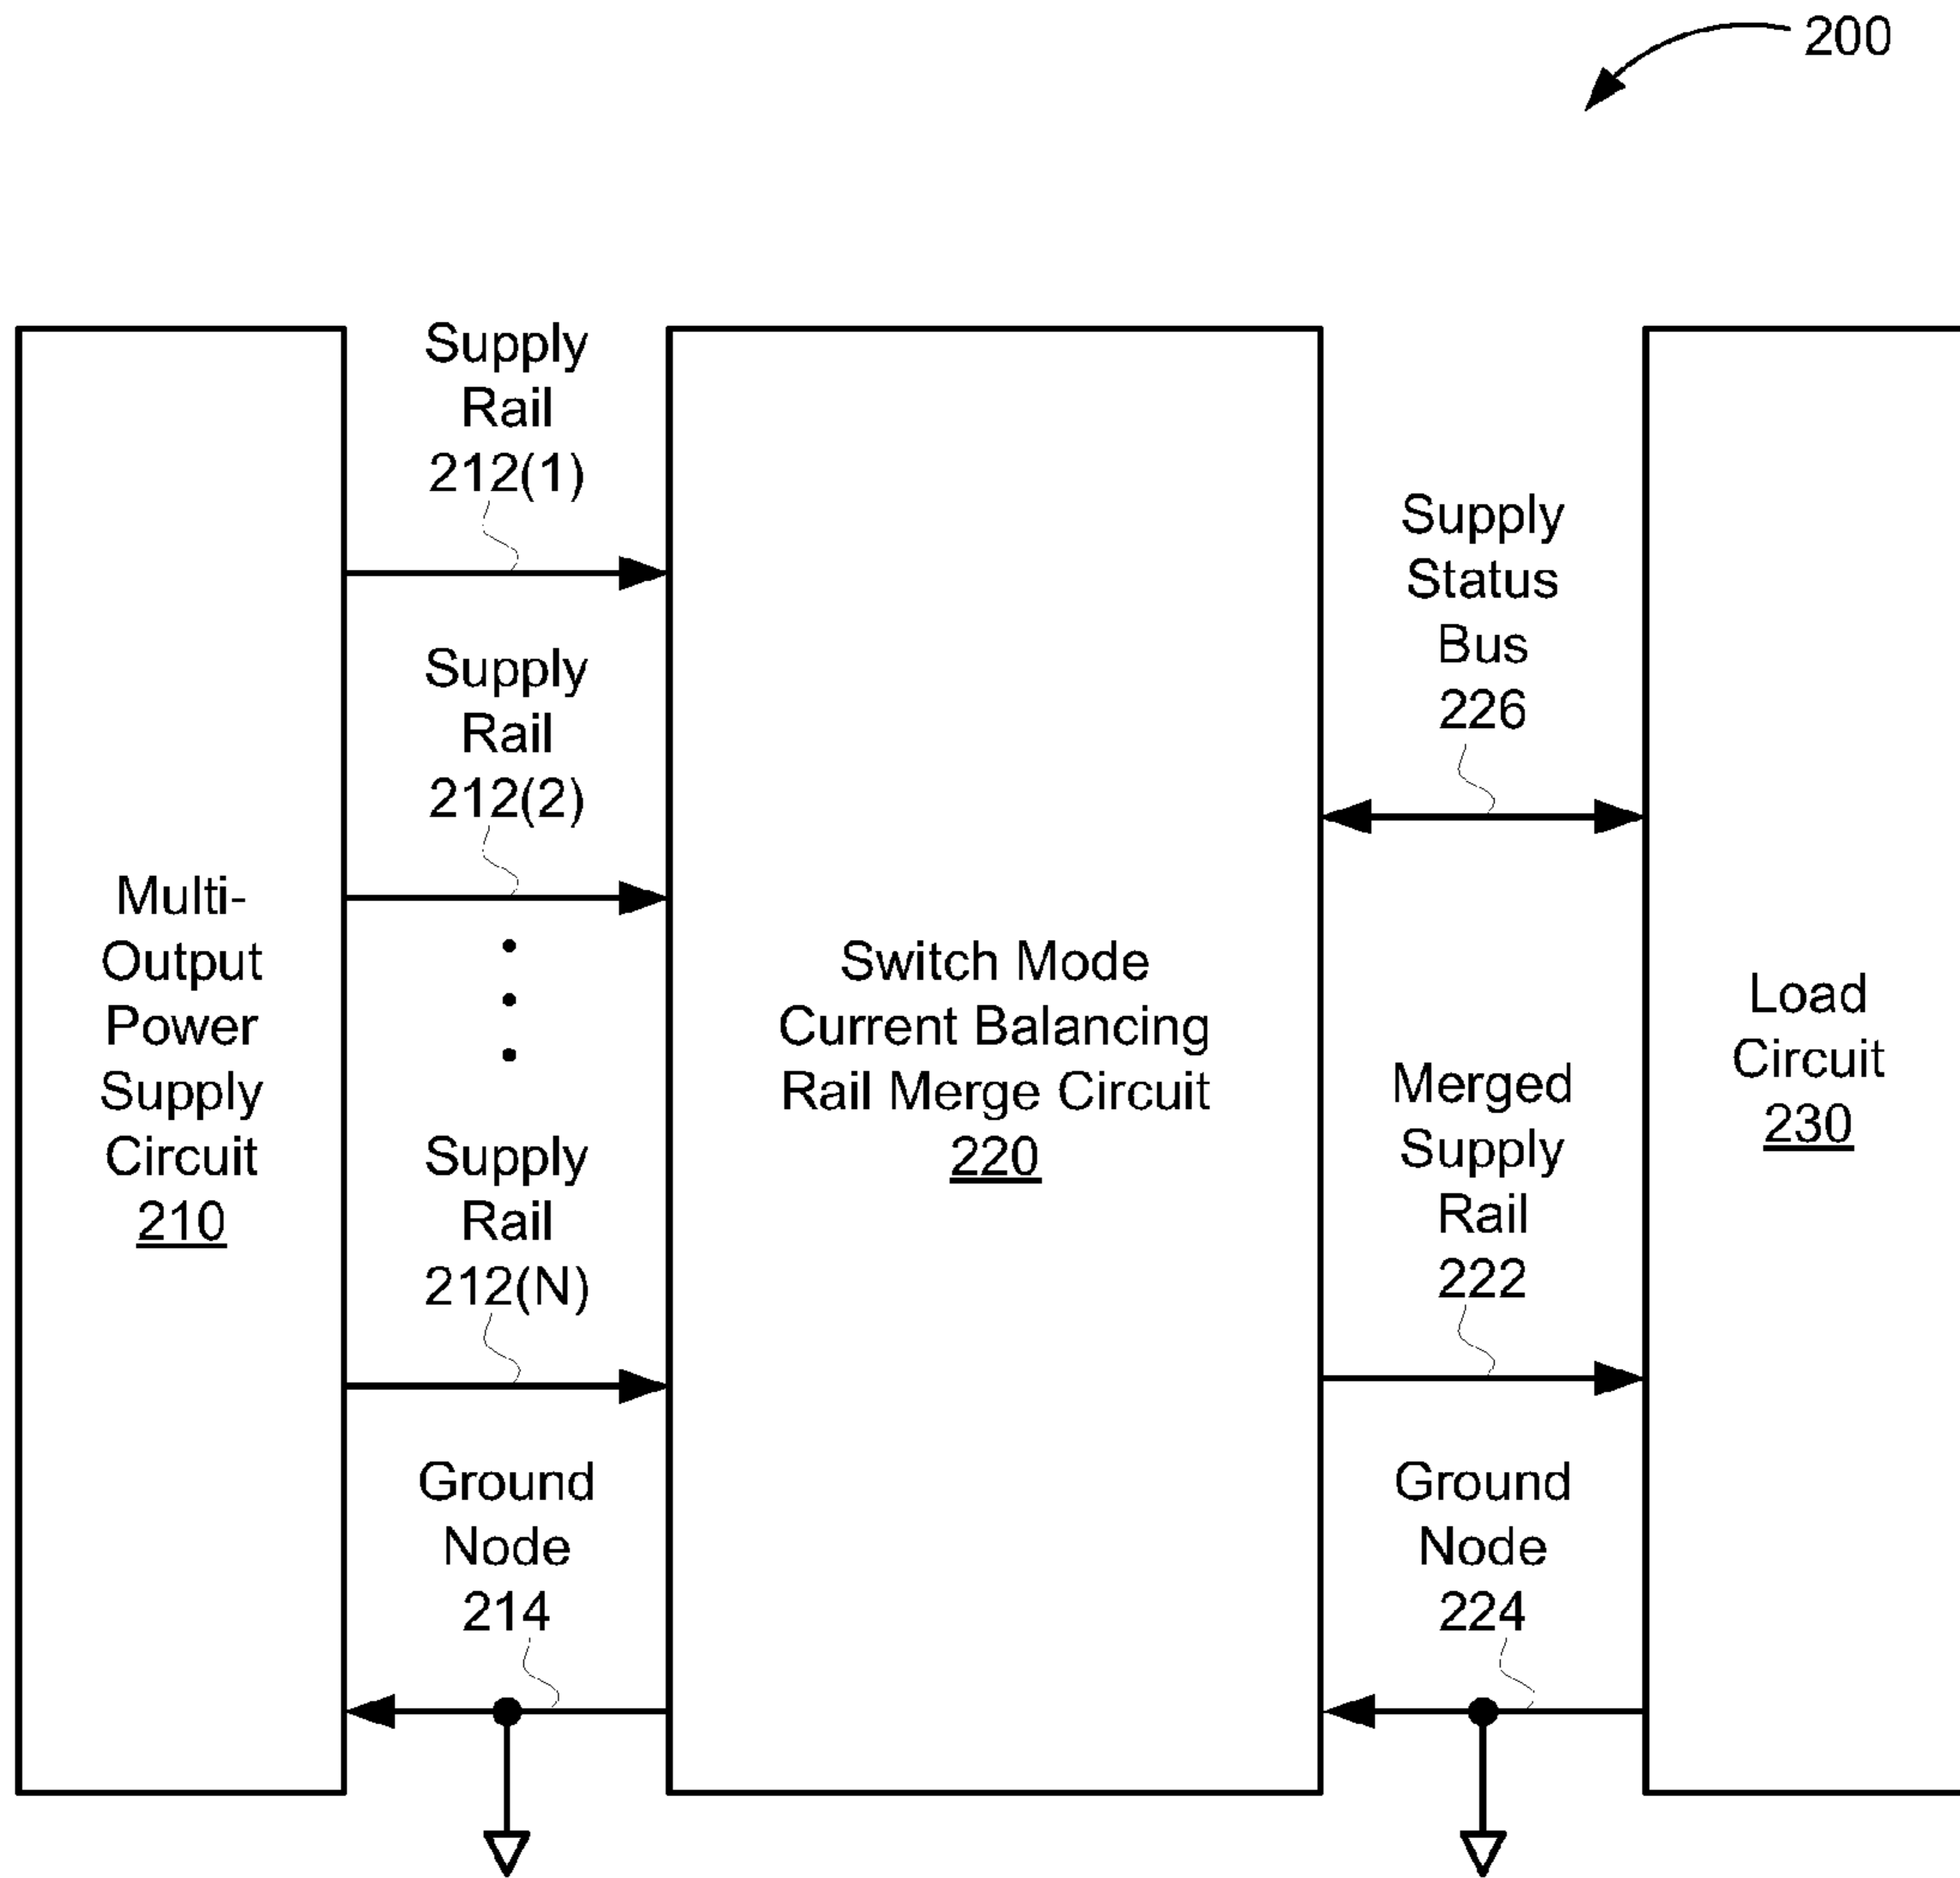 200
Supply
Rail
212(1)
Supply
Rail
212(2)
Supply
Rail
212(N)
Ground
Node
214
Multi-
Output
Power
Supply
Circuit
210
Switch Mode
Current Balancing
Rail Merge Circuit
220
Supply
Status
Bus
226
Merged
Supply
Rail
222
Ground
Node
224
Load
Circuit
230